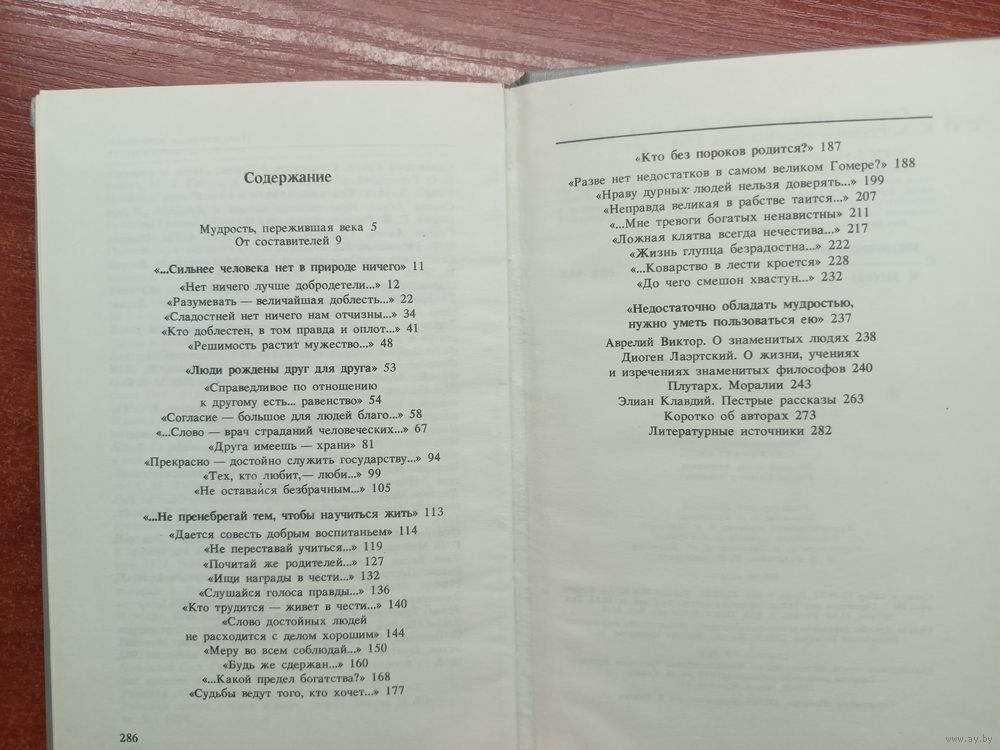 Содержание
Мудрость, пережившая века 5
От составителей 9
«...Сильнее человека нет в природе ничего» 11
«Нет ничего лучше добродетели...» 12
«Разумевать — величайшая доблесть...» 22
«Сладостней нет ничего нам отчизны...» 34
«Кто доблестен, в том правда и оплот...» 41
«Решимость растит мужество...» 48
«Люди рождены друг для друга» 53
«Справедливое по отношению
к другому есть... равенство» 54
«Согласие — большое для людей благо...» 58
«...Слово — врач страданий человеческих...» 67
«Друга имеешь — храни» 81
«Прекрасно — достойно служить государству...» 94
«Тех, кто любит,— люби...» 99
«Не оставайся безбрачным...» 105
«...Не пренебрегай тем, чтобы научиться жить» 113
«Дается совесть добрым воспитаньем» 114
«Не переставай учиться...» 119
«Почитай же родителей...» 127
«Ищи награды в чести...» 132
«Слушайся голоса правды...» 136
«Кто трудится — живет в чести...» 140
«Слово достойных людей
не расходится с делом хорошим» 144
«Меру во всем соблюдай...» 150
«Будь же сдержан...» 160
«...Какой предел богатства?» 168
«Судьбы ведут того, кто хочет...» 177
286
«Кто без пороков родится?» 187
«Разве нет недостатков в самом великом Гомере?» 188
«Нраву дурных людей нельзя доверять...» 199
«Неправда великая в рабстве таится...» 207
«...Мне тревоги богатых ненавистны» 211
«Ложная клятва всегда нечестива...» 217
«Жизнь глупца безрадостна...» 222
«...Коварство в лести кроется» 228
«До чего смешон хвастун...» 232
«Недостаточно обладать мудростью,
нужно уметь пользоваться ею» 237
Аврелий Виктор. О знаменитых людях 238
Диоген Лаэртский. О жизни, учениях
и изречениях знаменитых философов 240
Плутарх. Моралии 243
Элиан Клавдий. Пестрые рассказы 263
Коротко об авторах 273
Литературные источники 282
www.ay.by